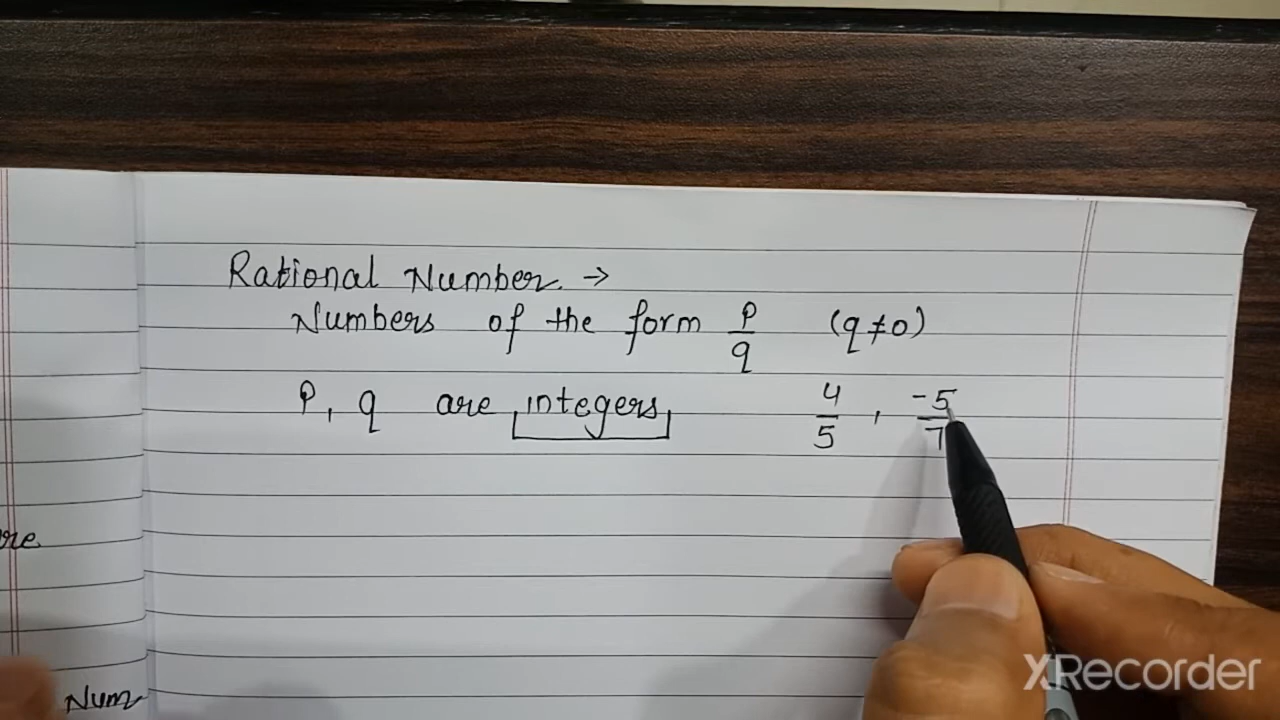 Rational Number →
Numbers of the form P/q (q≠0)
P, q are integers 4/5 , -5/7
re
Num
XRecorder